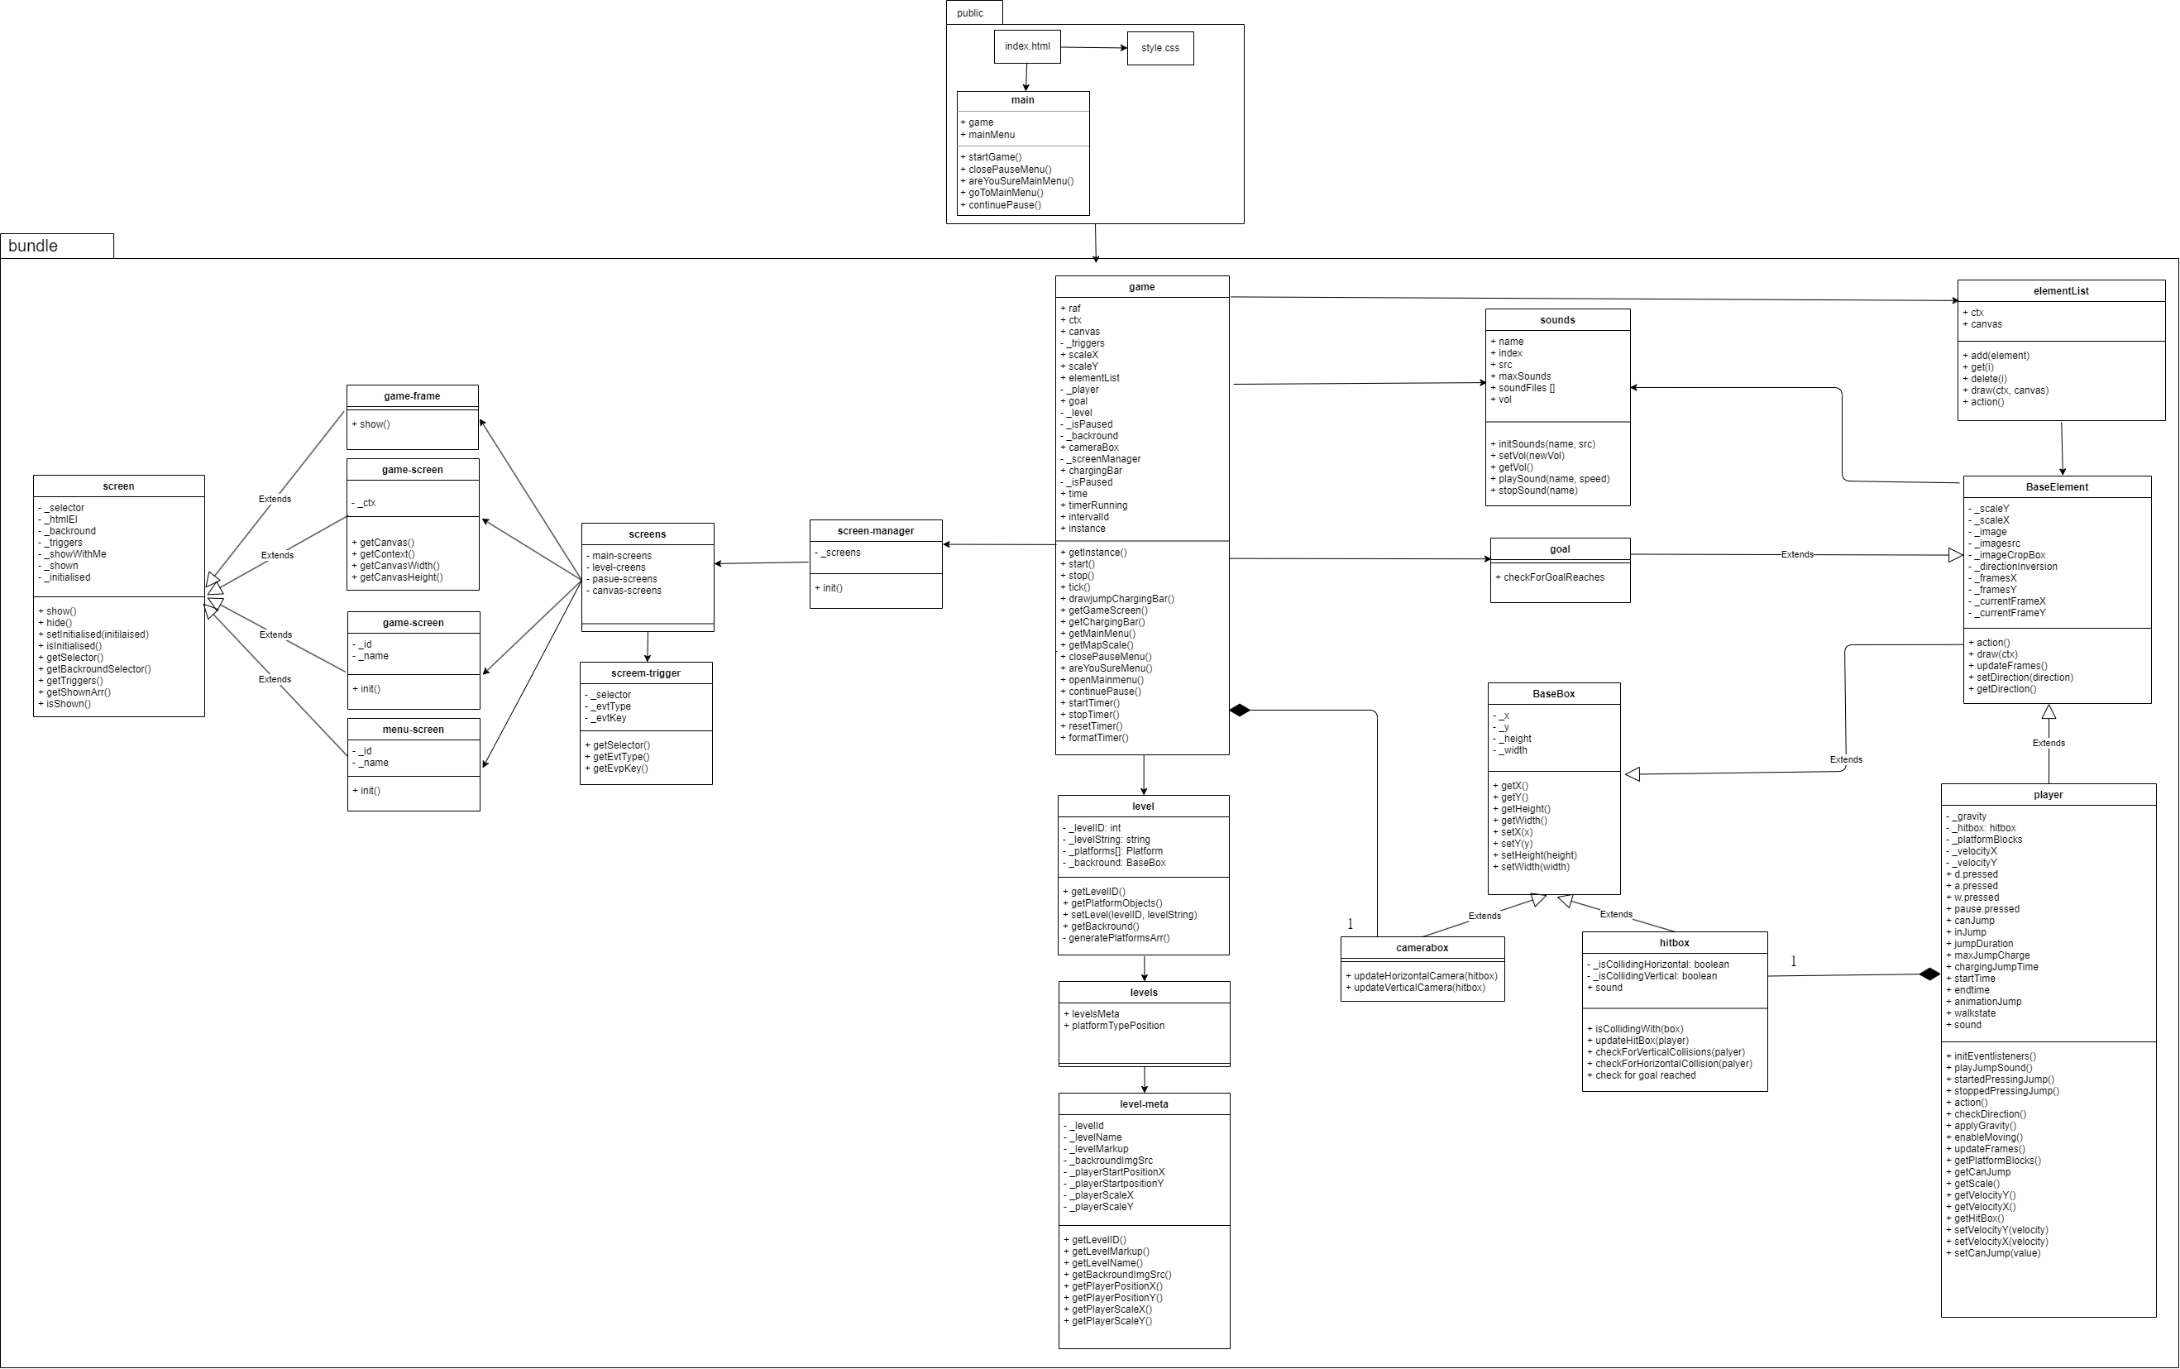 public
index.html
style.css
main
+ game
+ mainMenu
+ startGame()
+ closePauseMenu()
+ areYouSureMainMenu()
+ goToMainMenu()
+ continuePause()
bundle
game
+ raf
+ ctx
+ canvas
- _triggers
+ scaleX
+ scaleY
+ elementList
- _player
+ goal
- _level
- _isPaused
- _backround
+ cameraBox
- _screenManager
+ chargingBar
- _isPaused
+ time
+ timerRunning
+ intervalId
+ instance
+ getInstance()
+ start()
+ stop()
+ tick()
+ drawjumpChargingBar()
+ getGameScreen()
+ getChargingBar()
+ getMainMenu()
+ getMapScale()
+ closePauseMenu()
+ areYouSureMenu()
+ openMainmenu()
+ continuePause()
+ startTimer()
+ stopTimer()
+ resetTimer()
+ formatTimer()
elementList
+ ctx
+ canvas
+ add(element)
+ get(i)
+ delete(i)
+ draw(ctx, canvas)
+ action()
sounds
+ name
+ index
+ src
+ maxSounds
+ soundFiles []
+ vol
+ initSounds(name, src)
+ setVol(newVol)
+ getVol()
+ playSound(name, speed)
+ stopSound(name)
game-frame
+ show()
game-screen
- _ctx
+ getCanvas()
+ getContext()
+ getCanvasWidth()
+ getCanvasHeight()
game-screen
- _id
- _name
+ init()
menu-screen
- _id
- _name
+ init()
Extends
Extends
Extends
Extends
screen
- _selector
- _htmlEl
- _backround
- _triggers
- _showWithMe
- _shown
- _initialised
+ show()
+ hide()
+ setInitialised(initilaised)
+ isInitialised()
+ getSelector()
+ getBackroundSelector()
+ getTriggers()
+ getShownArr()
+ isShown()
screens
- main-screens
- level-creens
- pasue-screens
- canvas-screens
screem-trigger
- _selector
- _evtType
- _evtKey
+ getSelector()
+ getEvtType()
+ getEvpKey()
screen-manager
- _screens
+ init()
goal
+ checkForGoalReaches
Extends
BaseElement
- _scaleY
- _scaleX
- _image
- _imagesrc
- _imageCropBox
- _directionInversion
- _framesX
- _framesY
- _currentFrameX
- _currentFrameY
+ action()
+ draw(ctx)
+ updateFrames()
+ setDirection(direction)
+ getDirection()
Extends
Extends
BaseBox
- _x
- _y
- _height
- _width
+ getX()
+ getY()
+ getHeight()
+ getWidth()
+ setX(x)
+ setY(y)
+ setHeight(height)
+ setWidth(width)
Extends
Extends
1
camerabox
+ updateHorizontalCamera(hitbox)
+ updateVerticalCamera(hitbox)
hitbox
- _isCollidingHorizontal: boolean
- _isCollidingVertical: boolean
+ sound
+ isCollidingWith(box)
+ updateHitBox(player)
+ checkForVerticalCollisions(palyer)
+ checkForHorizontalCollision(palyer)
+ check for goal reached
1
player
- _gravity
- _hitbox: hitbox
- _platformBlocks
- _velocityX
- _velocityY
+ d.pressed
+ a.pressed
+ w.pressed
+ pause.pressed
+ canJump
+ inJump
+ jumpDuration
+ maxJumpCharge
+ chargingJumpTime
+ startTime
+ endtime
+ animationJump
+ walkstate
+ sound
+ initEventlisteners()
+ playJumpSound()
+ startedPressingJump()
+ stoppedPressingJump()
+ action()
+ checkDirection()
+ applyGravity()
+ enableMoving()
+ updateFrames()
+ getPlatformBlocks()
+ getCanJump
+ getScale()
+ getVelocityY()
+ getVelocityX()
+ getHitBox()
+ setVelocityY(velocity)
+ setVelocityX(velocity)
+ setCanJump(value)
level
- _levelID: int
- _levelString: string
- _platforms[]: Platform
- _backround: BaseBox
+ getLevelID()
+ getPlatformObjects()
+ setLevel(levelID, levelString)
+ getBackround()
- generatePlatformsArr()
levels
+ levelsMeta
+ platformTypePosition
level-meta
- _levelId
- _levelName
- _levelMarkup
- _backroundImgSrc
- _playerStartPositionX
- _playerStartpositionY
- _playerScaleX
- _playerScaleY
+ getLevelID()
+ getLevelMarkup()
+ getLevelName()
+ getBackroundImgSrc()
+ getPlayerPositionX()
+ getPlayerPositionY()
+ getPlayerScaleX()
+ getPlayerScaleY()